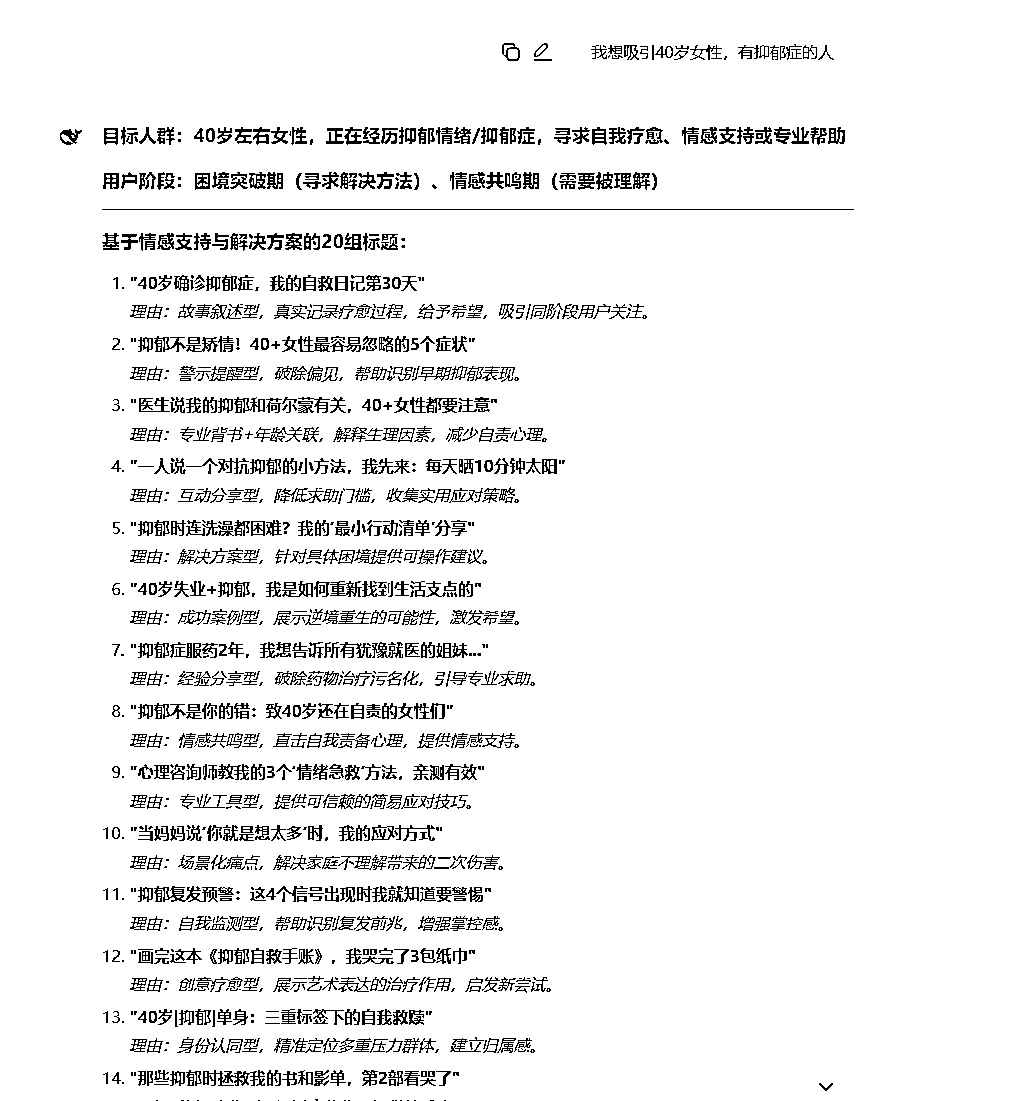 我想吸引40岁女性，有抑郁症的人
目标人群：40岁左右女性，正在经历抑郁情绪/抑郁症，寻求自我疗愈、情感支持或专业帮助
用户阶段：困境突破期（寻求解决方法）、情感共鸣期（需要被理解）
基于情感支持与解决方案的20组标题：
1. "40岁确诊抑郁症，我的自救日记第30天"
理由：故事叙述型，真实记录疗愈过程，给予希望，吸引同阶段用户关注。
2. "抑郁不是矫情！40+女性最容易忽略的5个症状"
理由：警示提醒型，破除偏见，帮助识别早期抑郁表现。
3. "医生说我的抑郁和荷尔蒙有关，40+女性都要注意"
理由：专业背书+年龄关联，解释生理因素，减少自责心理。
4. "一人说一个对抗抑郁的小方法，我先来：每天晒10分钟太阳"
理由：互动分享型，降低求助门槛，收集实用应对策略。
5. "抑郁时连洗澡都困难？我的'最小行动清单'分享"
理由：解决方案型，针对具体困境提供可操作建议。
6. "40岁失业+抑郁，我是如何重新找到生活支点的"
理由：成功案例型，展示逆境重生的可能性，激发希望。
7. "抑郁症服药2年，我想告诉所有犹豫就医的姐妹..."
理由：经验分享型，破除药物治疗污名化，引导专业求助。
8. "抑郁不是你的错：致40岁还在自责的女性们"
理由：情感共鸣型，直击自我责备心理，提供情感支持。
9. "心理咨询师教我的3个'情绪急救'方法，亲测有效"
理由：专业工具型，提供可信赖的简易应对技巧。
10. "当妈妈说'你就是想太多'时，我的应对方式"
理由：场景化痛点，解决家庭不理解带来的二次伤害。
11. "抑郁复发预警：这4个信号出现时我就知道要警惕"
理由：自我监测型，帮助识别复发前兆，增强掌控感。
12. "画完这本《抑郁自救手账》，我哭完了3包纸巾"
理由：创意疗愈型，展示艺术表达的治疗作用，启发新尝试。
13. "40岁|抑郁|单身：三重标签下的自我救赎"
理由：身份认同型，精准定位多重压力群体，建立归属感。
14. "那些抑郁时拯救我的书和影单，第2部看哭了"